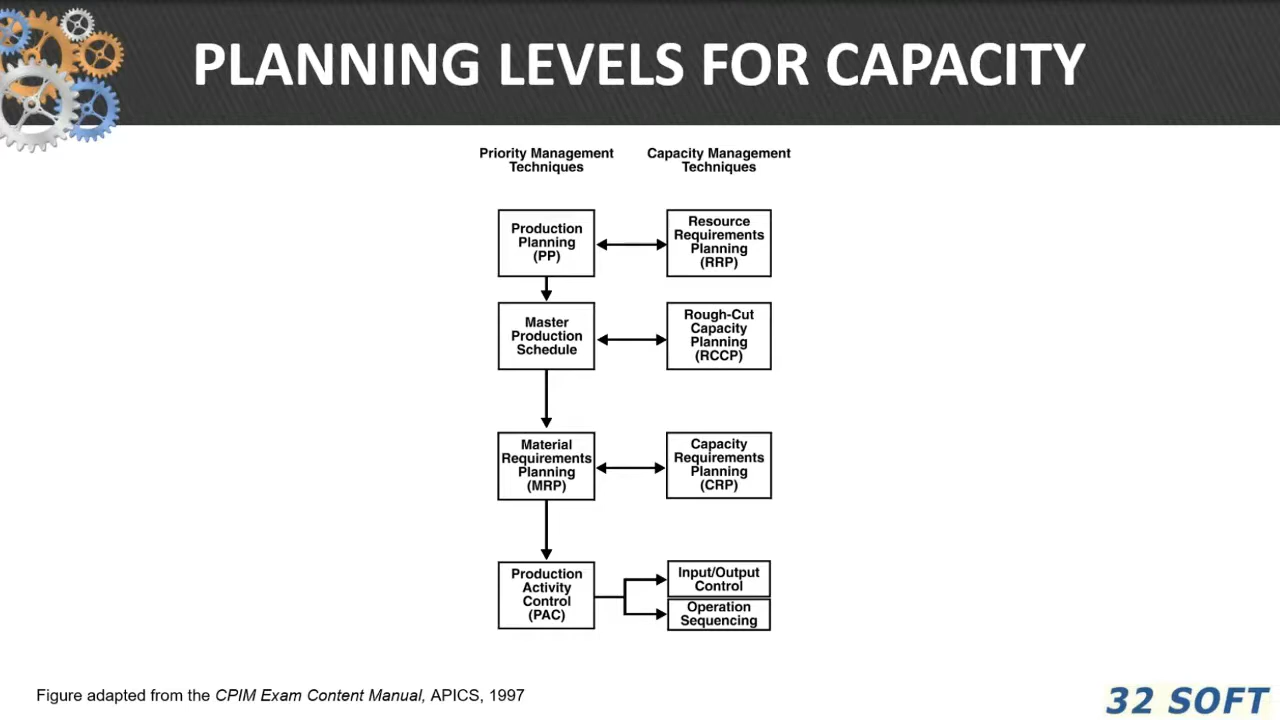 PLANNING LEVELS FOR CAPACITY
Priority Management
Techniques
Capacity Management
Techniques
Production
Planning
(PP)
Resource
Requirements
Planning
(RRP)
Master
Production
Schedule
Rough-Cut
Capacity
Planning
(RCCP)
Material
Requirements
Planning
(MRP)
Capacity
Requirements
Planning
(CRP)
Production
Activity
Control
(PAC)
Input/Output
Control
Operation
Sequencing
Figure adapted from the CPIM Exam Content Manual, APICS, 1997
32 SOFT